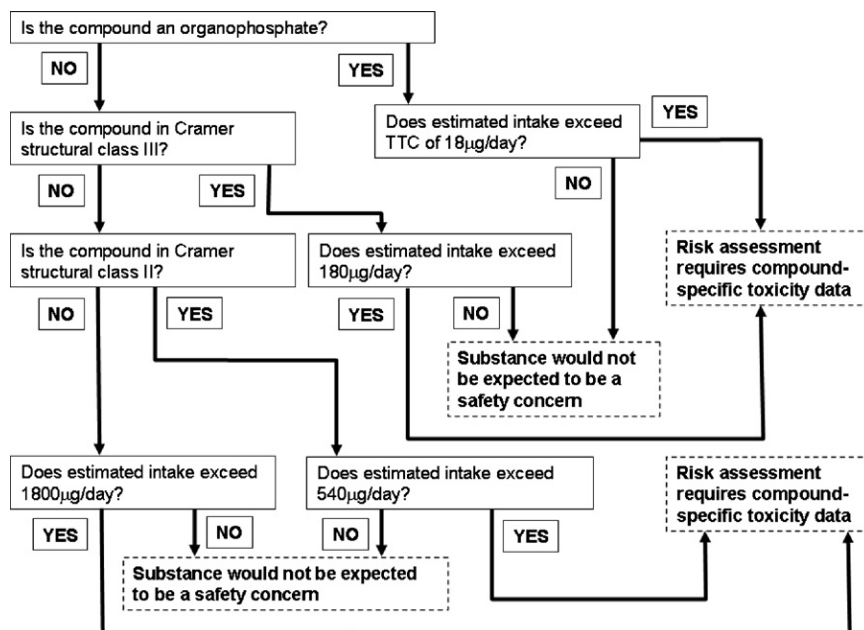 Is the compound an organophosphate?
NO
YES
Is the compound in Cramer
structural class III?
Does estimated intake exceed
TTC of 18µg/day?
YES
NO
YES
NO
Is the compound in Cramer
structural class II?
Does estimated intake exceed
180µg/day?
Risk assessment
requires compound-
specific toxicity data
NO
YES
YES
NO
Substance would not
be expected to be a
safety concern
Does estimated intake exceed
1800µg/day?
Does estimated intake exceed
540µg/day?
Risk assessment
requires compound-
specific toxicity data
YES
NO
NO
YES
Substance would not be expected
to be a safety concern